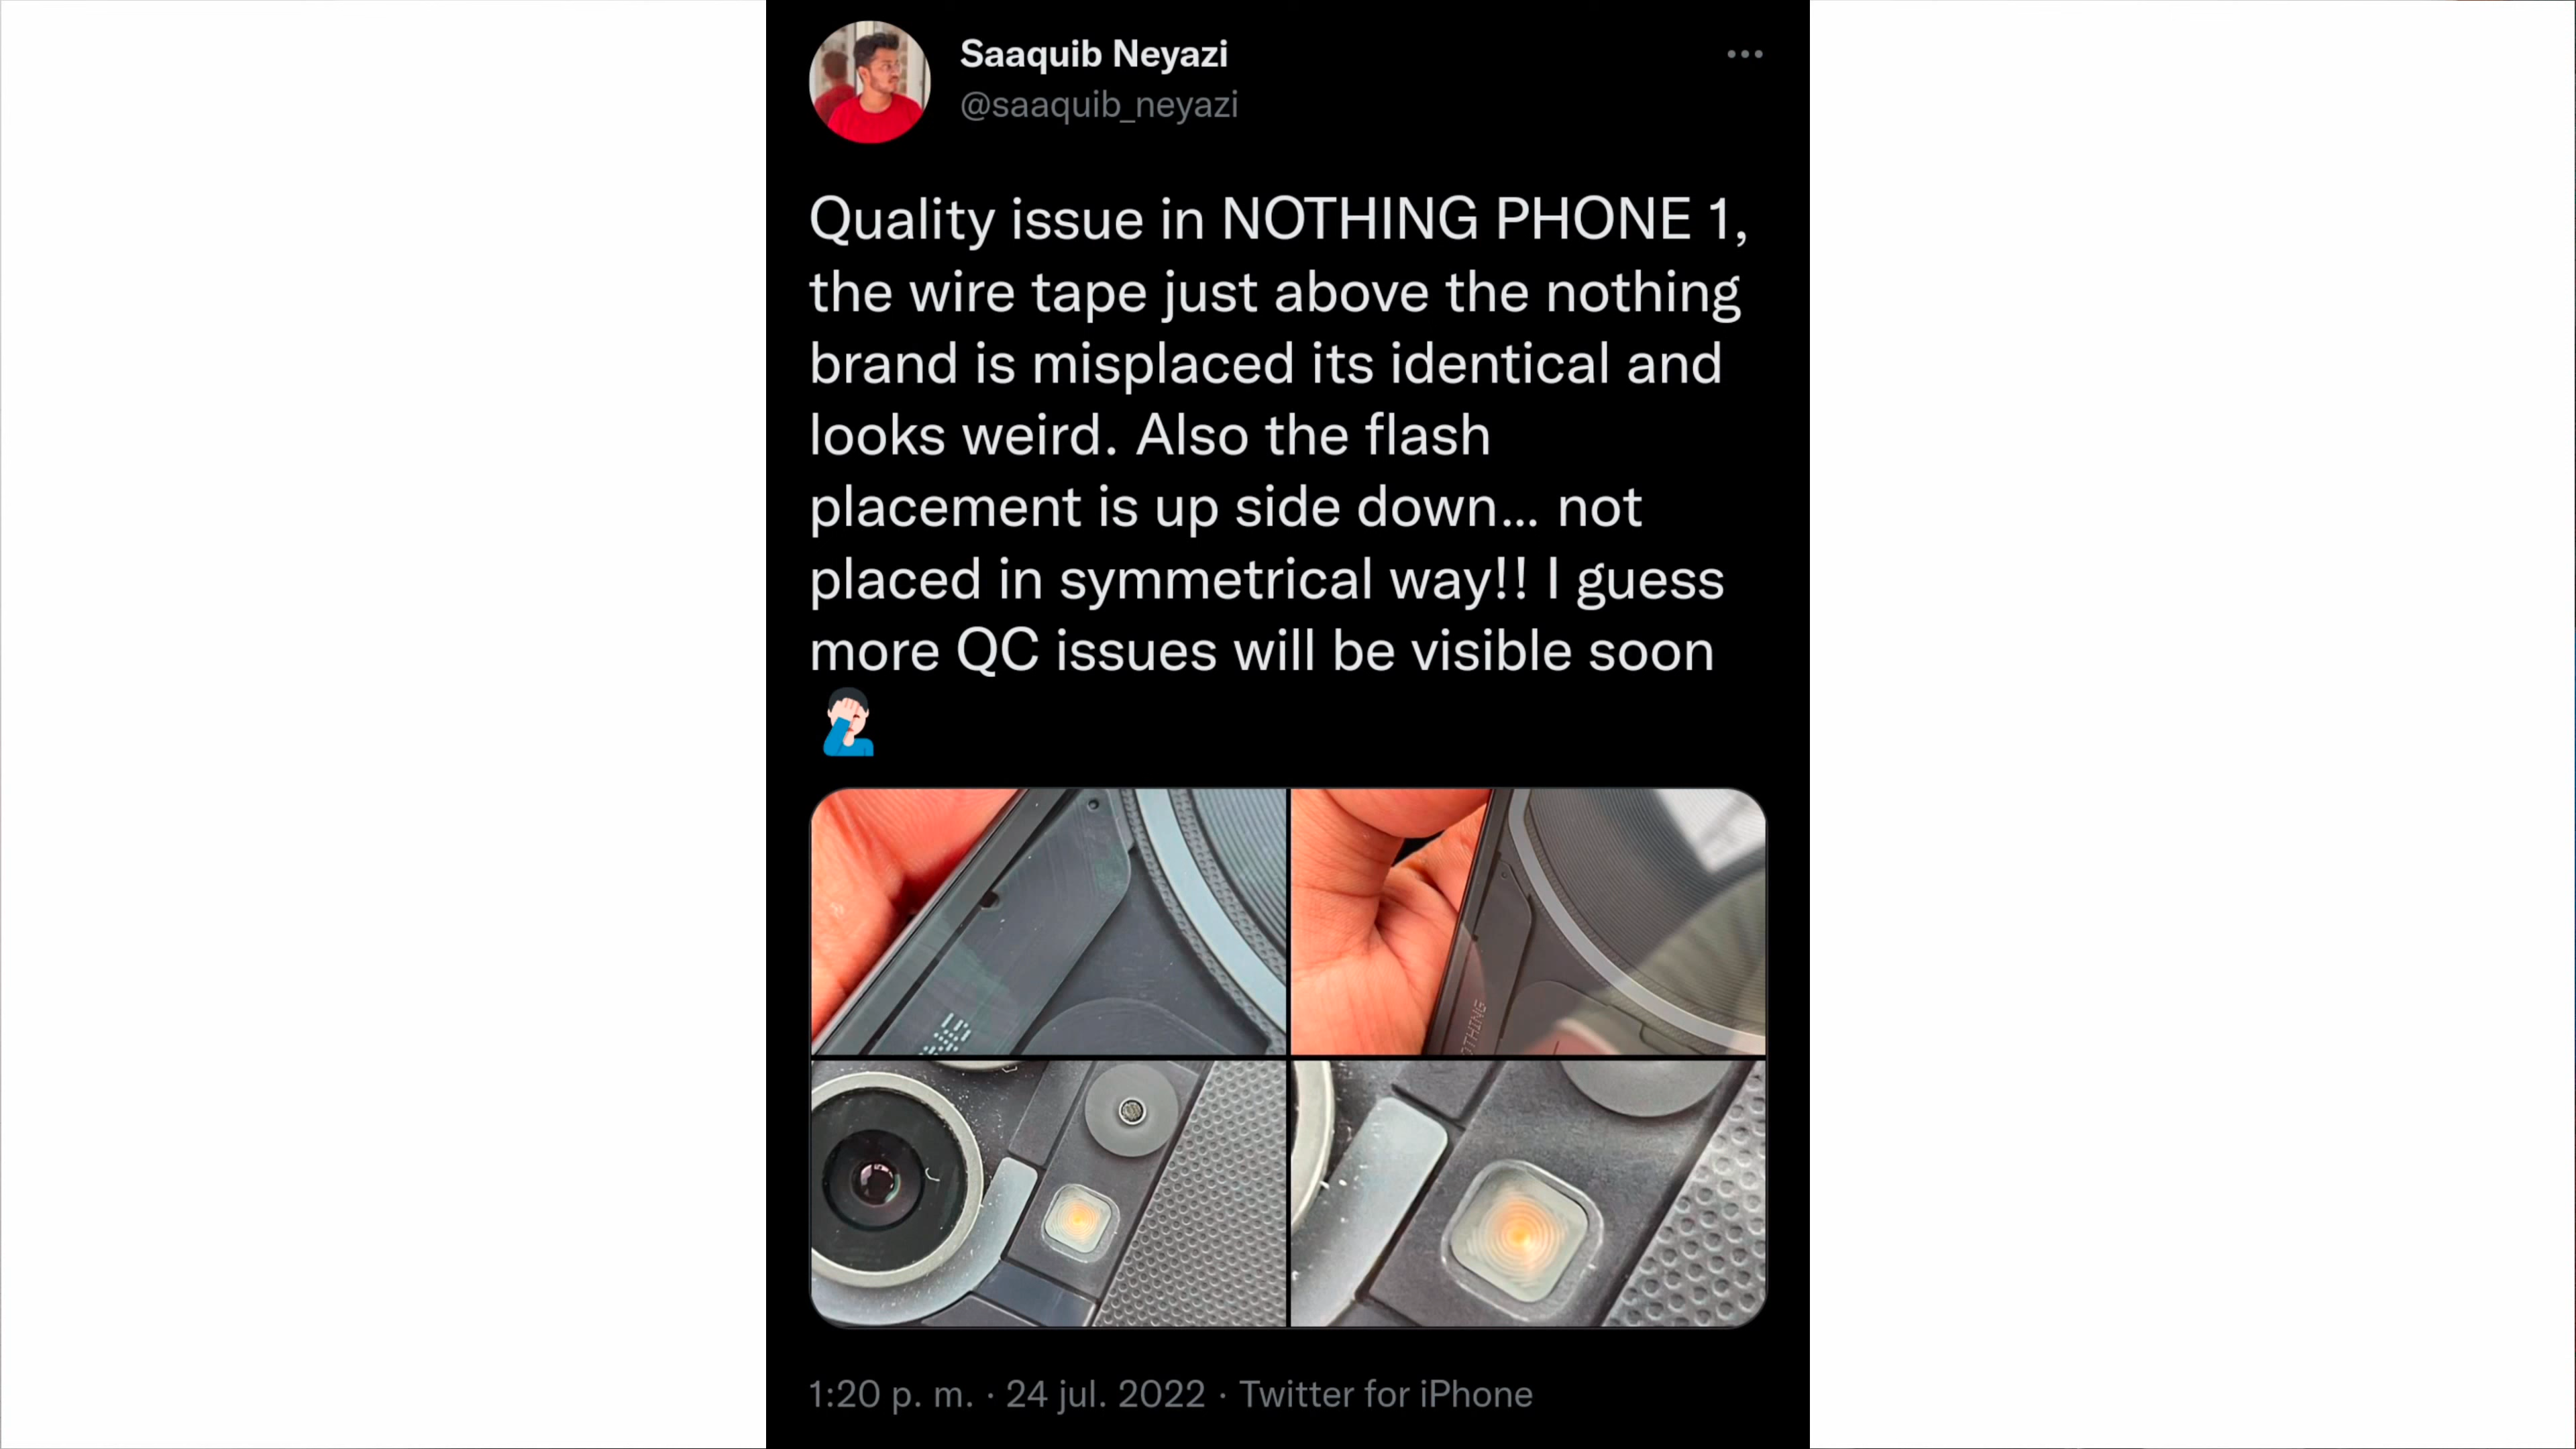 Saaquib Neyazi
@saaquib_neyazi
Quality issue in NOTHING PHONE 1,
the wire tape just above the nothing
brand is misplaced its identical and
looks weird. Also the flash
placement is up side down... not
placed in symmetrical way!! I guess
more QC issues will be visible soon
🤦🏻‍♂️
OTHING
1:20 p. m. · 24 jul. 2022 · Twitter for iPhone